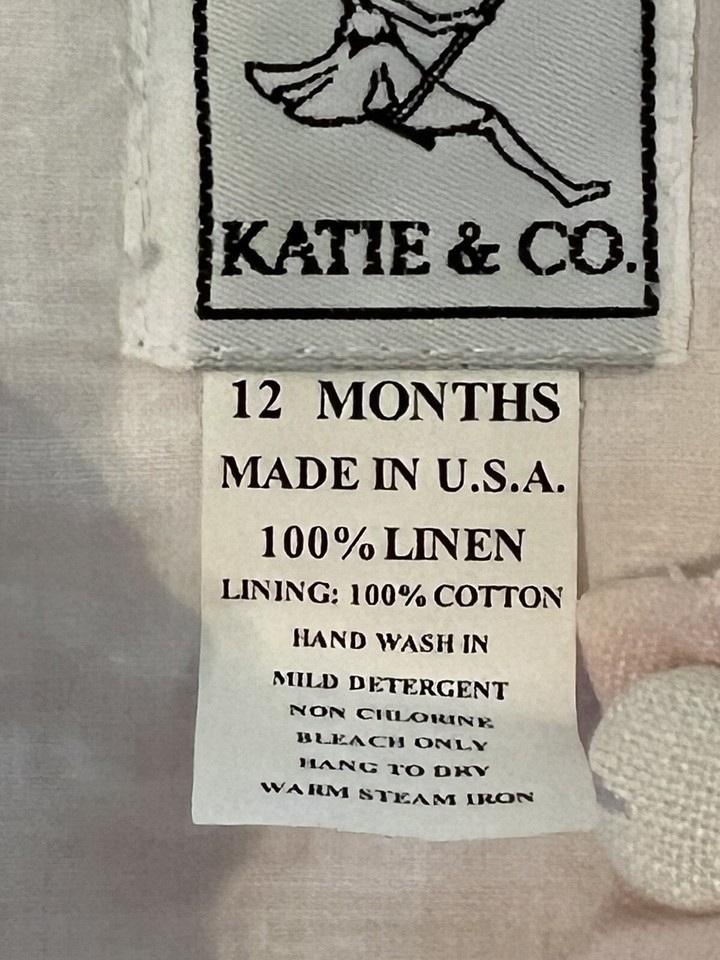 KATIE & CO.
12 MONTHS
MADE IN U.S.A.
100% LINEN
LINING: 100% COTTON
HAND WASH IN
MILD DETERGENT
NON CHLORINE
BLEACH ONLY
HANG TO DRY
WARM STEAM IRON